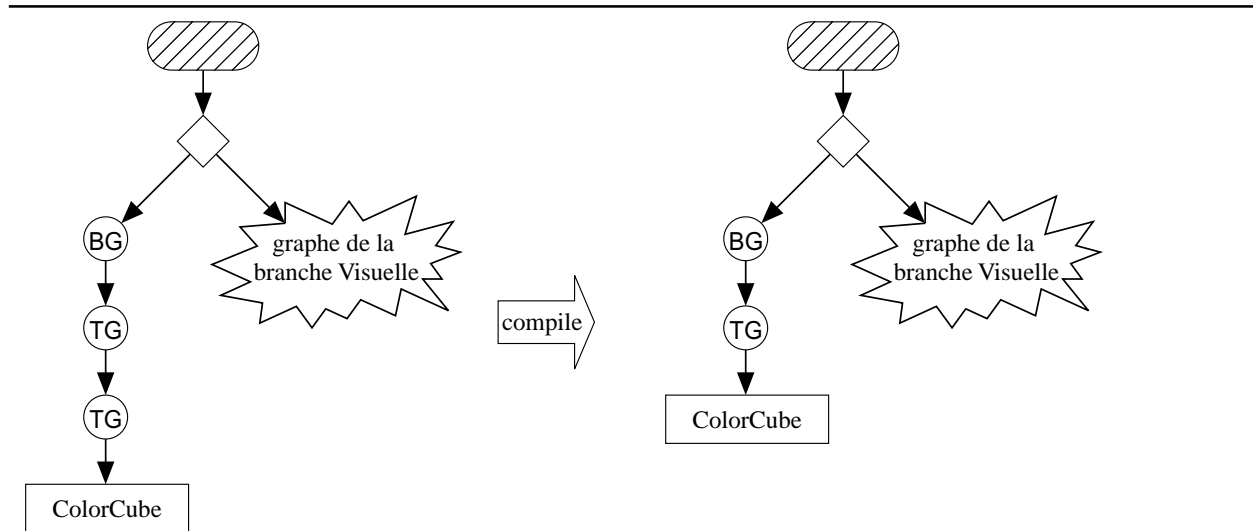 BG
graphe de la
branche Visuelle
TG
TG
ColorCube
compile
BG
graphe de la
branche Visuelle
TG
ColorCube